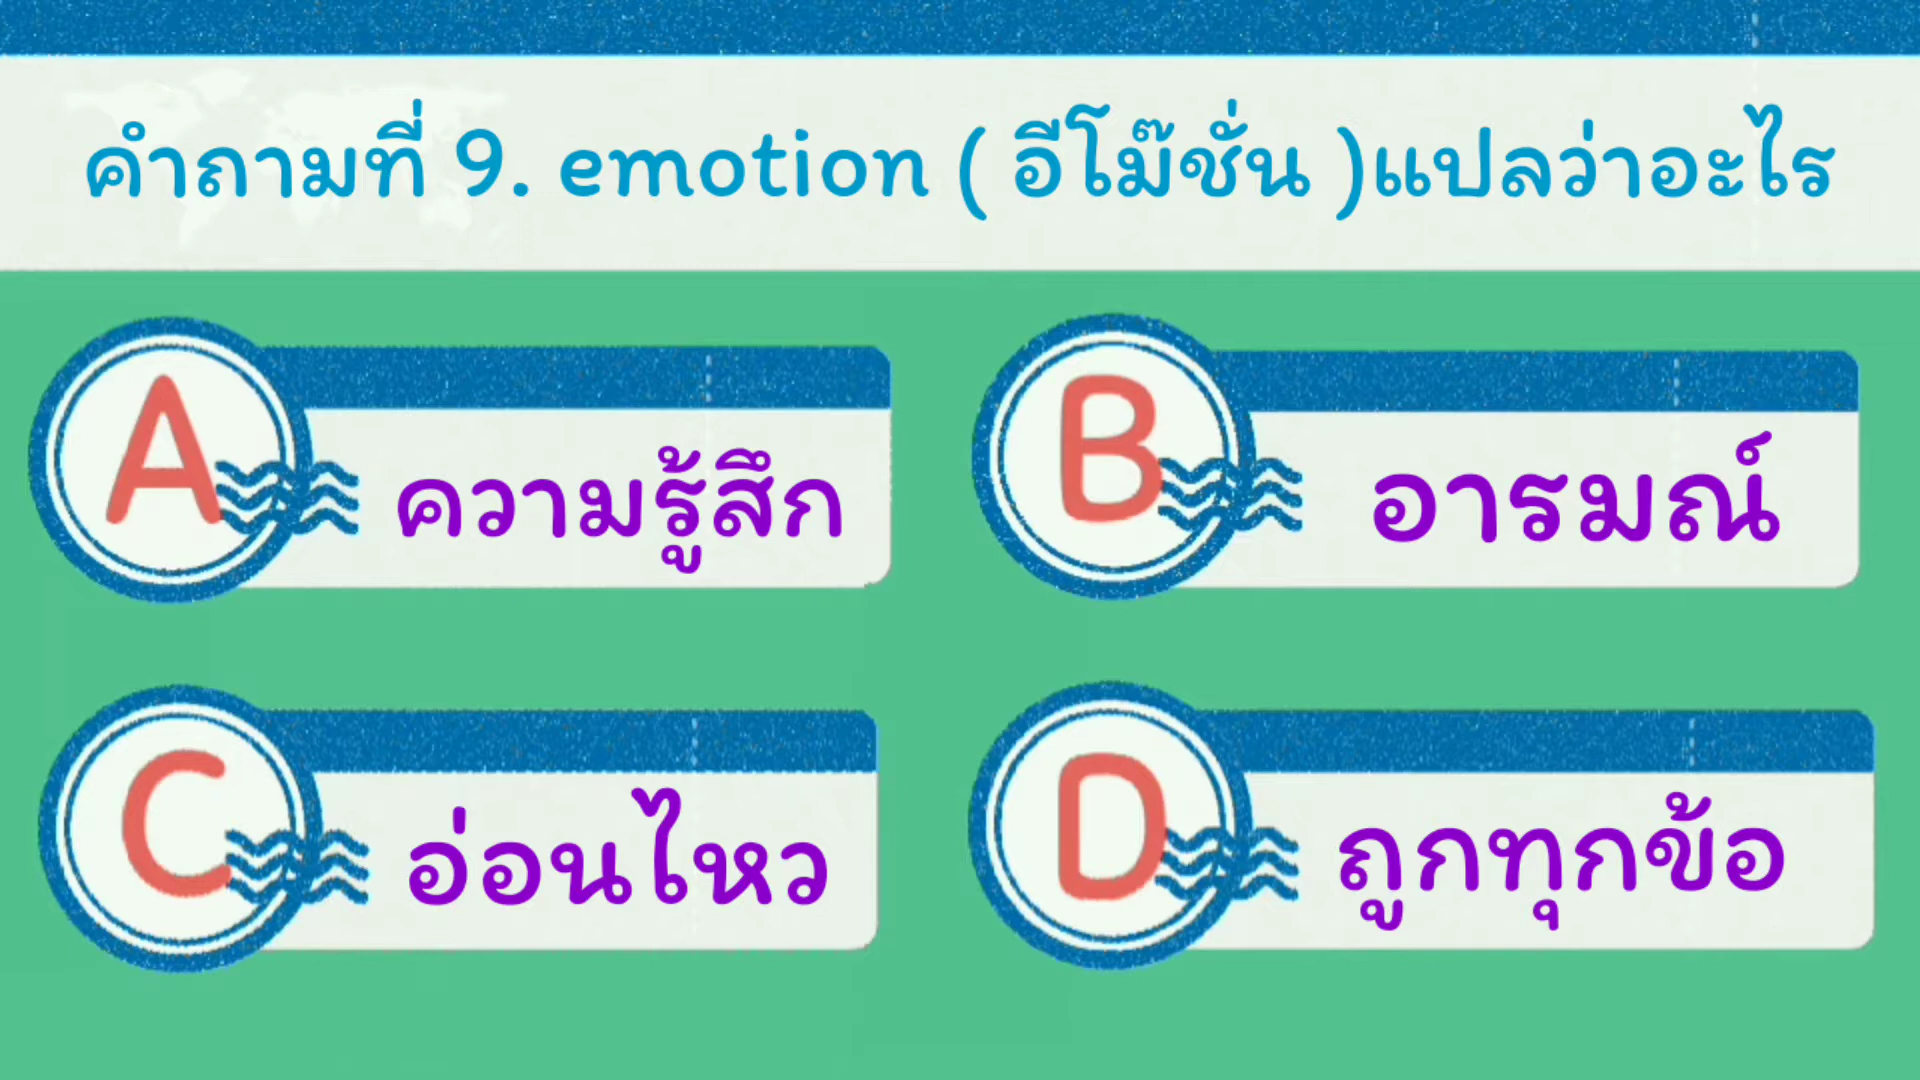 คำถามที่ 9. emotion ( อีโม๊ชั่น )แปลว่าอะไร
A ความรู้สึก
B อารมณ์
C อ่อนไหว
D ถูกทุกข้อ